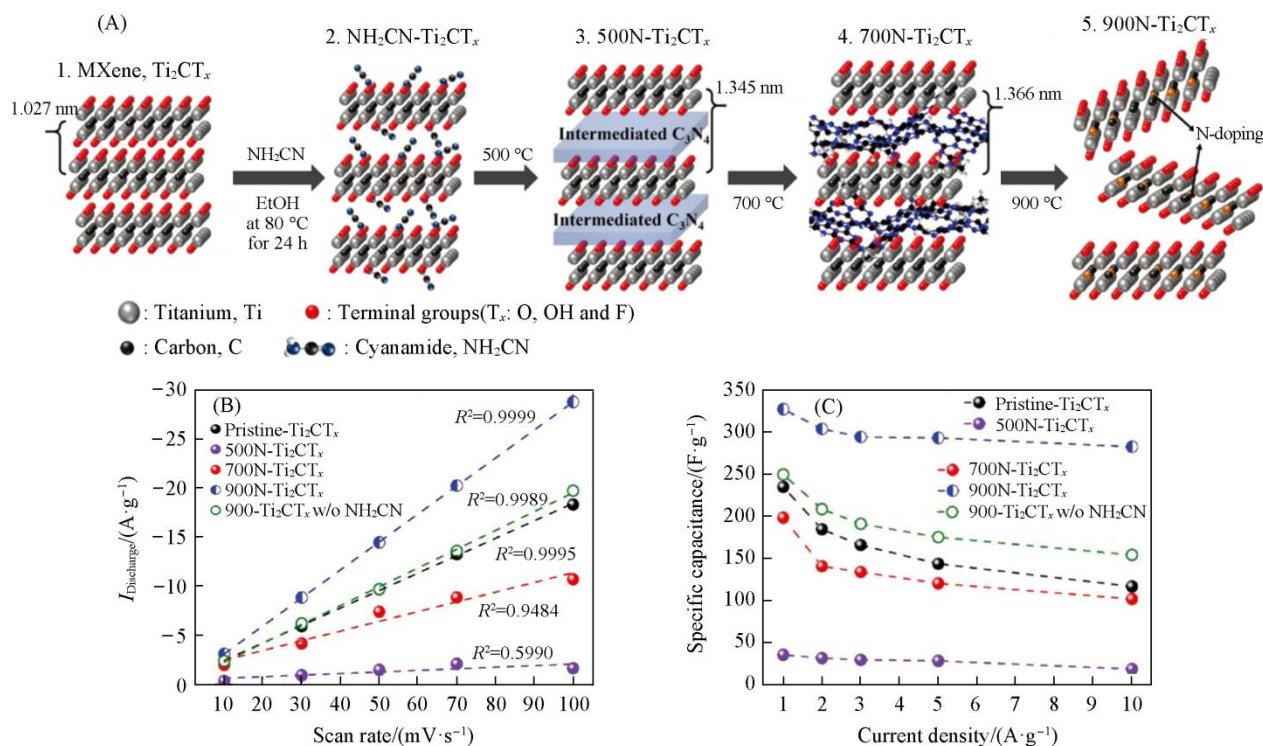 (A)
1. MXene, Ti₂CTₓ
1.027 nm
NH₂CN
EtOH
at 80 °C
for 24 h
2. NH₂CN-Ti₂CTₓ
500 °C
3. 500N-Ti₂CTₓ
1.345 nm
Intermediated C₃N₄
Intermediated C₃N₄
700 °C
4. 700N-Ti₂CTₓ
1.366 nm
900 °C
5. 900N-Ti₂CTₓ
N-doping
: Titanium, Ti
: Terminal groups(Tₓ: O, OH and F)
: Carbon, C
: Cyanamide, NH₂CN
(B)
Pristine-Ti₂CTₓ
500N-Ti₂CTₓ
700N-Ti₂CTₓ
900N-Ti₂CTₓ
900-Ti₂CTₓ w/o NH₂CN
R²=0.9999
R²=0.9989
R²=0.9995
R²=0.9484
R²=0.5990
−30
−25
−20
−15
−10
−5
0
I_Discharge/(A·g⁻¹)
10 20 30 40 50 60 70 80 90 100
Scan rate/(mV·s⁻¹)
(C)
Pristine-Ti₂CTₓ
500N-Ti₂CTₓ
700N-Ti₂CTₓ
900N-Ti₂CTₓ
900-Ti₂CTₓ w/o NH₂CN
350
300
250
200
150
100
50
0
Specific capacitance/(F·g⁻¹)
1 2 3 4 5 6 7 8 9 10
Current density/(A·g⁻¹)